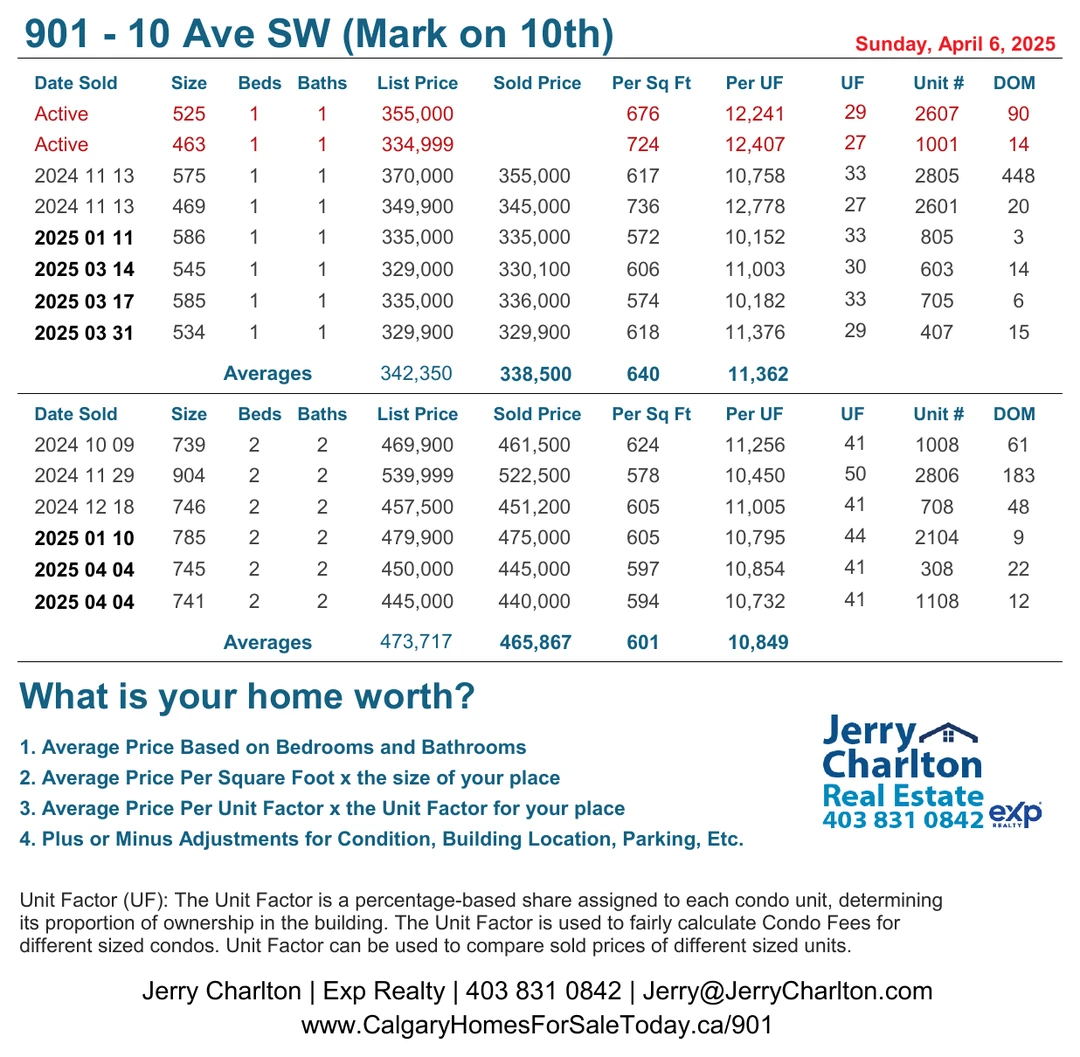 901 - 10 Ave SW (Mark on 10th)
Sunday, April 6, 2025
Date Sold Size Beds Baths List Price Sold Price Per Sq Ft Per UF UF Unit # DOM
Active 525 1 1 355,000 676 12,241 29 2607 90
Active 463 1 1 334,999 724 12,407 27 1001 14
2024 11 13 575 1 1 370,000 355,000 617 10,758 33 2805 448
2024 11 13 469 1 1 349,900 345,000 736 12,778 27 2601 20
2025 01 11 586 1 1 335,000 335,000 572 10,152 33 805 3
2025 03 14 545 1 1 329,000 330,100 606 11,003 30 603 14
2025 03 17 585 1 1 335,000 336,000 574 10,182 33 705 6
2025 03 31 534 1 1 329,900 329,900 618 11,376 29 407 15
Averages 342,350 338,500 640 11,362
Date Sold Size Beds Baths List Price Sold Price Per Sq Ft Per UF UF Unit # DOM
2024 10 09 739 2 2 469,900 461,500 624 11,256 41 1008 61
2024 11 29 904 2 2 539,999 522,500 578 10,450 50 2806 183
2024 12 18 746 2 2 457,500 451,200 605 11,005 41 708 48
2025 01 10 785 2 2 479,900 475,000 605 10,795 44 2104 9
2025 04 04 745 2 2 450,000 445,000 597 10,854 41 308 22
2025 04 04 741 2 2 445,000 440,000 594 10,732 41 1108 12
Averages 473,717 465,867 601 10,849
What is your home worth?
1. Average Price Based on Bedrooms and Bathrooms
2. Average Price Per Square Foot x the size of your place
3. Average Price Per Unit Factor x the Unit Factor for your place
4. Plus or Minus Adjustments for Condition, Building Location, Parking, Etc.
Jerry
Charlton
Real Estate
403 831 0842
exp
REALTY
Unit Factor (UF): The Unit Factor is a percentage-based share assigned to each condo unit, determining
its proportion of ownership in the building. The Unit Factor is used to fairly calculate Condo Fees for
different sized condos. Unit Factor can be used to compare sold prices of different sized units.
Jerry Charlton | Exp Realty | 403 831 0842 | Jerry@JerryCharlton.com
www.CalgaryHomesForSaleToday.ca/901